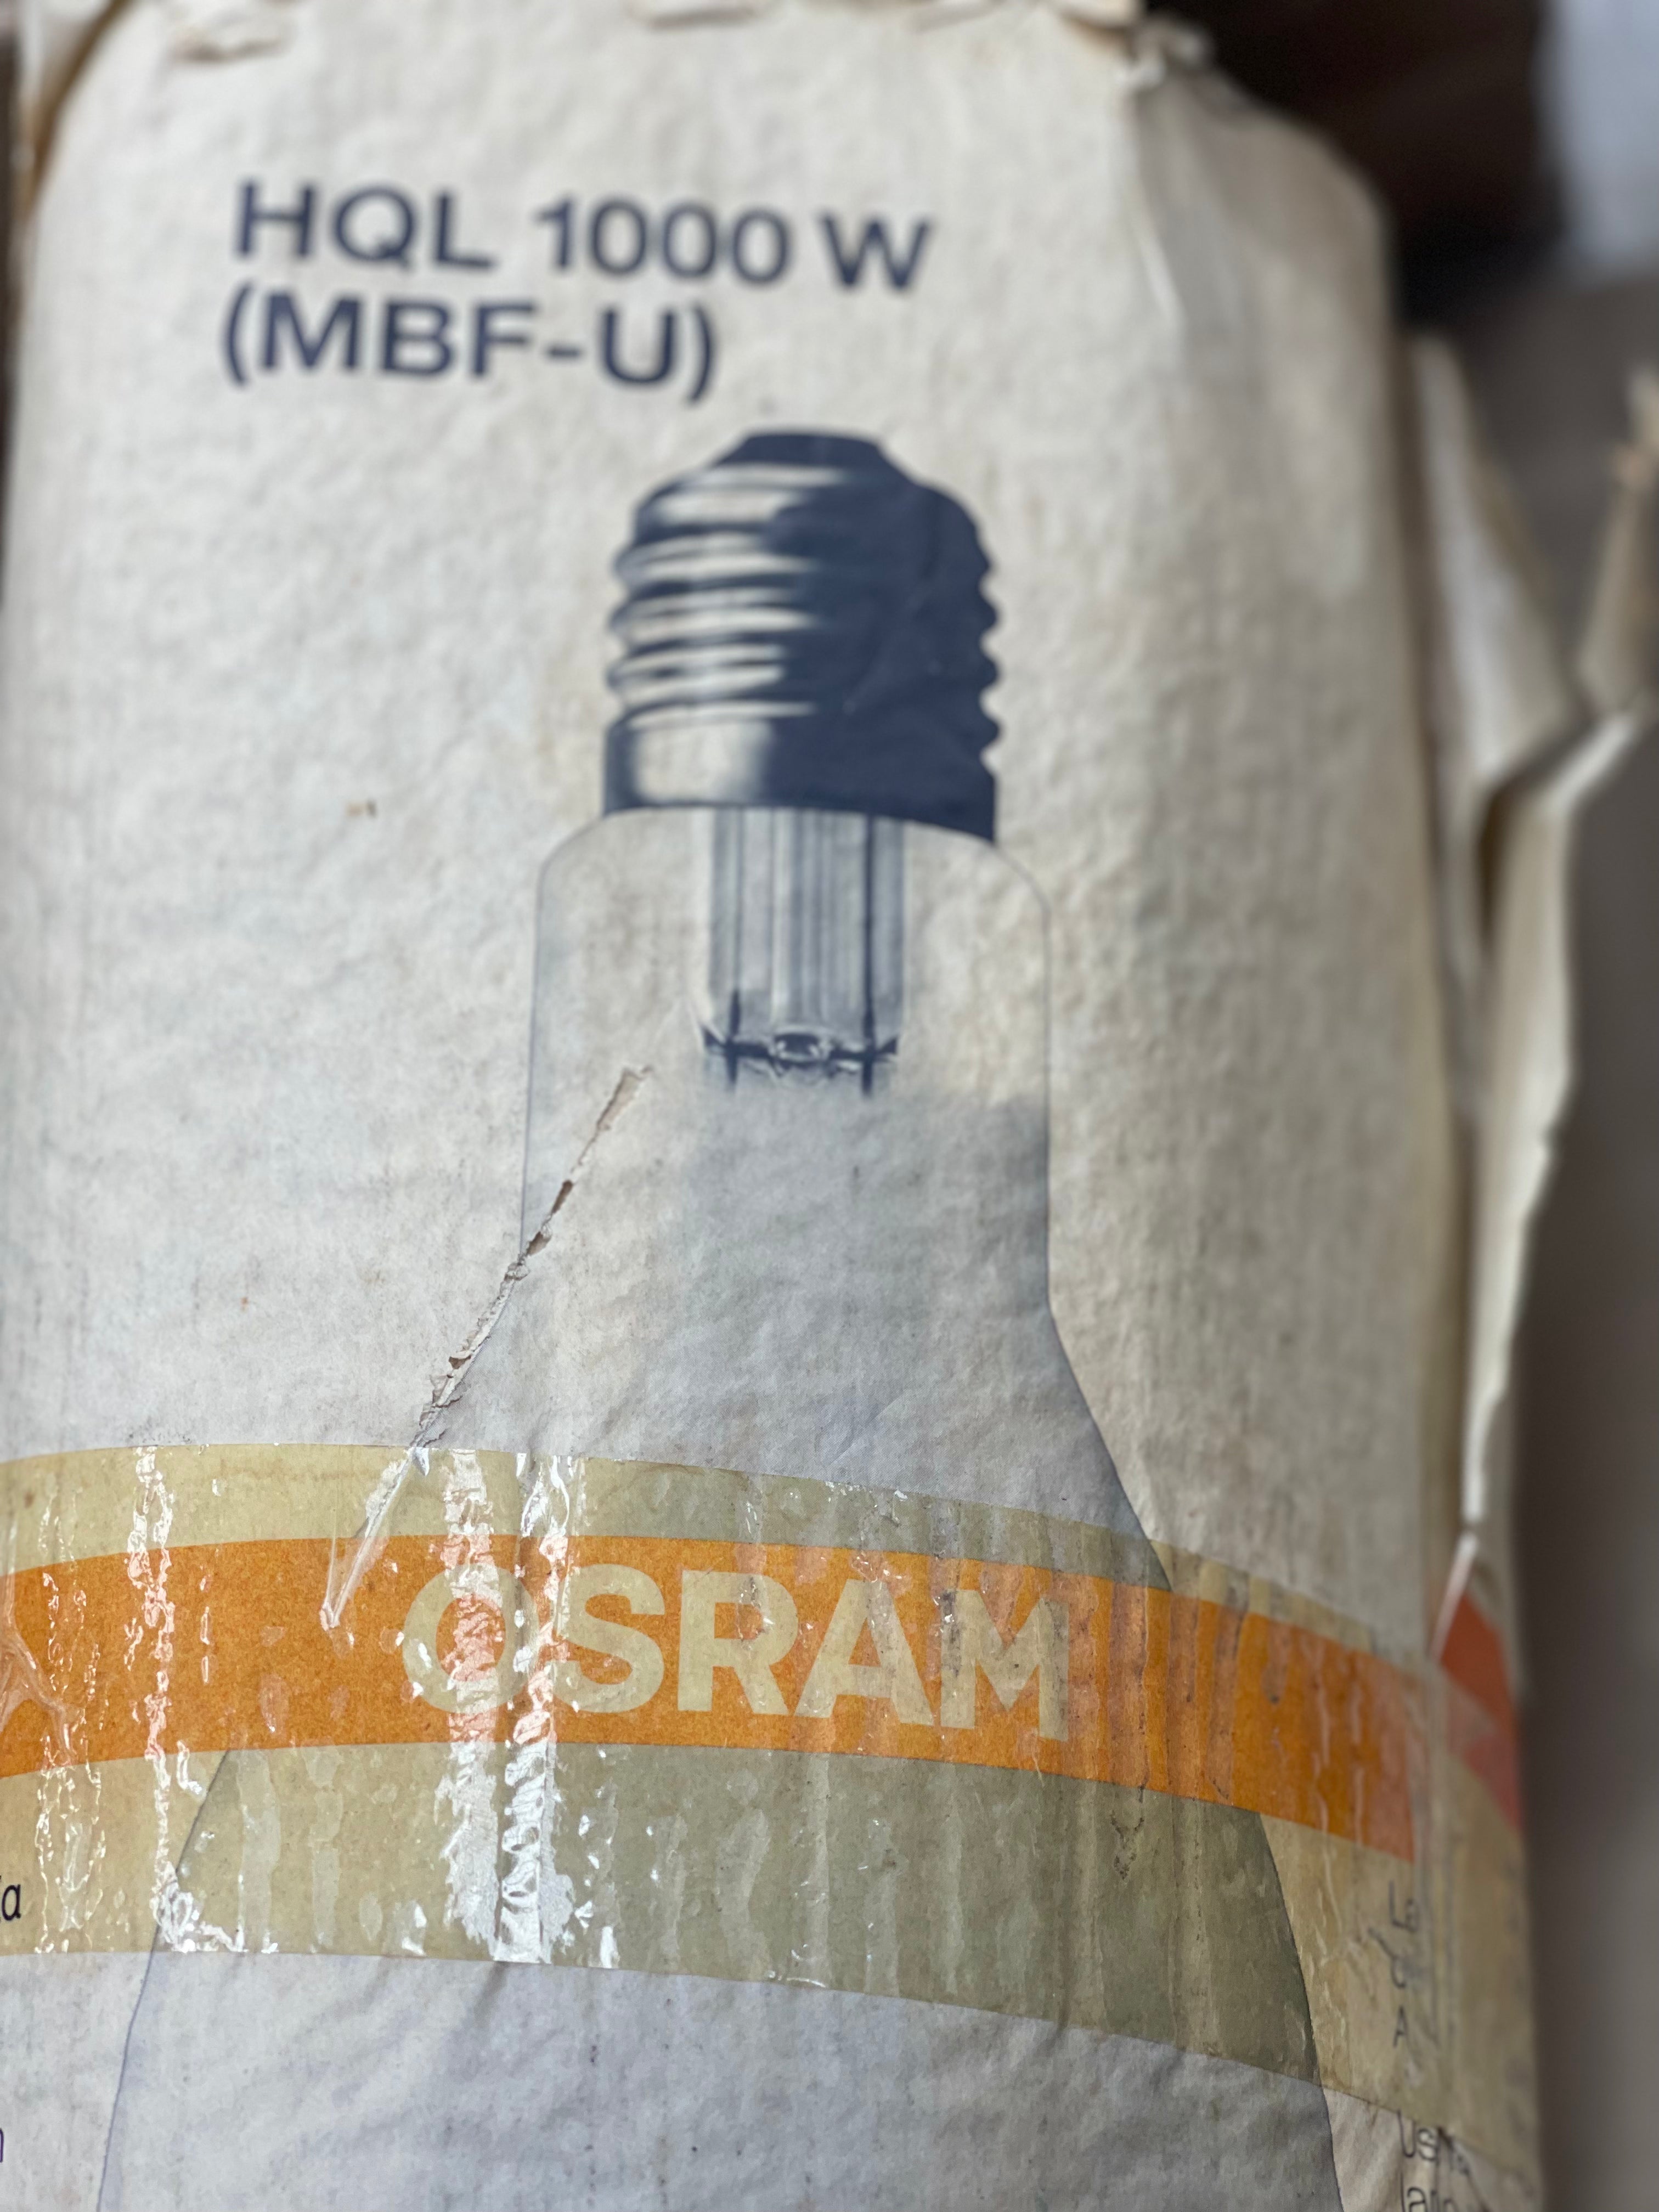 HQL 1000 W
(MBF-U)
OSRAM